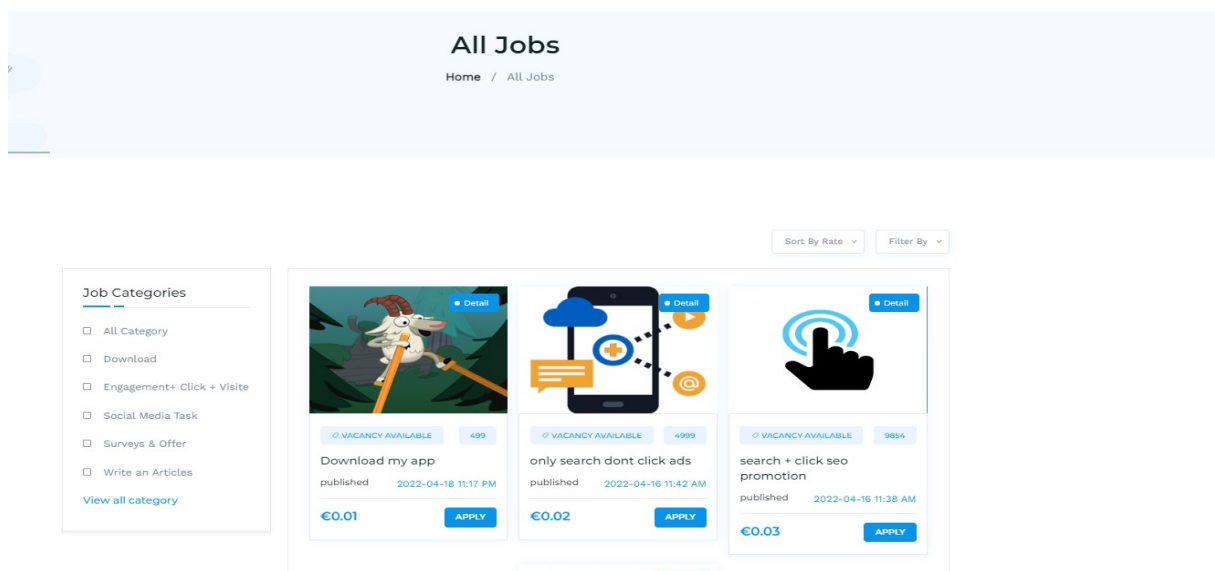 All Jobs
Home / All Jobs
Sort By Rate
Filter By
Job Categories
All Category
Download
Engagement+ Click + Visite
Social Media Task
Surveys & Offer
Write an Articles
View all category
Detail
VACANCY AVAILABLE 499
Download my app
published 2022-04-18 11:17 PM
€0.01 APPLY
Detail
VACANCY AVAILABLE 4999
only search dont click ads
published 2022-04-16 11:42 AM
€0.02 APPLY
Detail
VACANCY AVAILABLE 9854
search + click seo
promotion
published 2022-04-16 11:38 AM
€0.03 APPLY